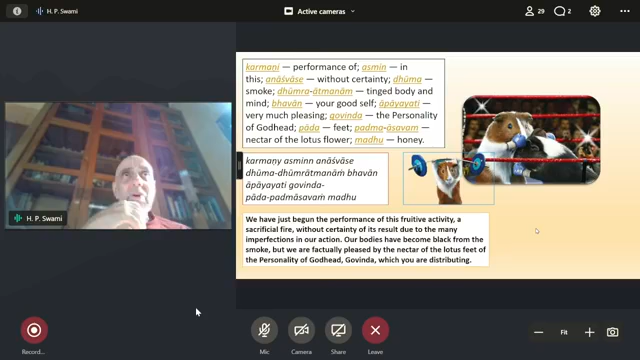 H. P. Swami
Active cameras
29
2
karmaṇi — performance of; asmin — in
this; anāśvāse — without certainty; dhūma —
smoke; dhūmra-ātmanām — tinged body and
mind; bhavān — your good self; āpāyayati —
very much pleasing; govinda — the Personality
of Godhead; pāda — feet; padma-āsavam —
nectar of the lotus flower; madhu — honey.
karmaṇy asminn anāśvāse
dhūma-dhūmrātmanāṁ bhavān
āpāyayati govinda-
pāda-padmāsavaṁ madhu
We have just begun the performance of this fruitive activity, a
sacrificial fire, without certainty of its result due to the many
imperfections in our action. Our bodies have become black from the
smoke, but we are factually pleased by the nectar of the lotus feet of
the Personality of Godhead, Govinda, which you are distributing.
H. P. Swami
Record...
Mic
Camera
Share
Leave
Fit